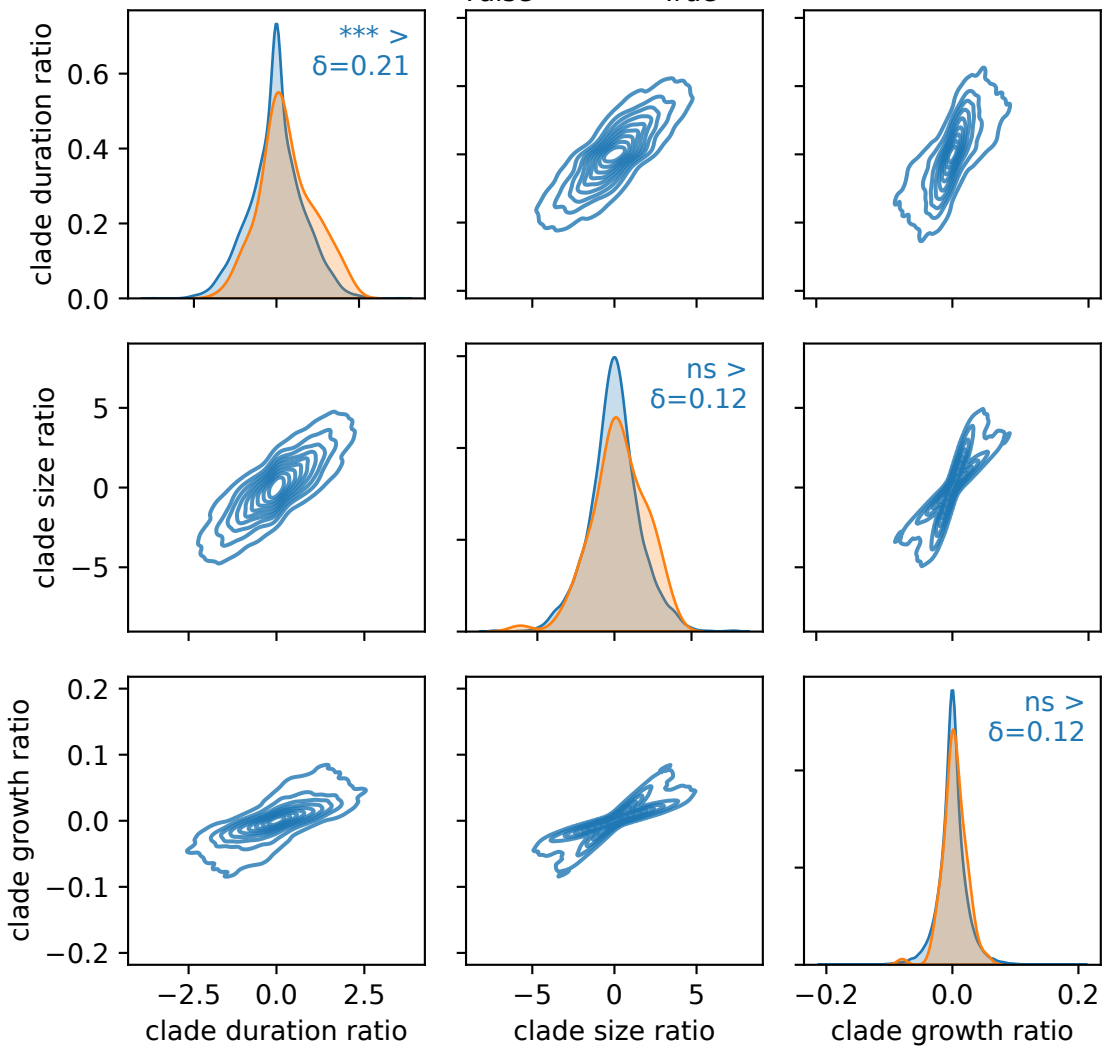 clade duration ratio
0.6
0.4
0.2
0.0
*** >
δ=0.21
clade size ratio
5
0
−5
ns >
δ=0.12
clade growth ratio
0.2
0.1
0.0
−0.1
−0.2
ns >
δ=0.12
−2.5 0.0 2.5
−5 0 5
−0.2 0.0 0.2
clade duration ratio
clade size ratio
clade growth ratio